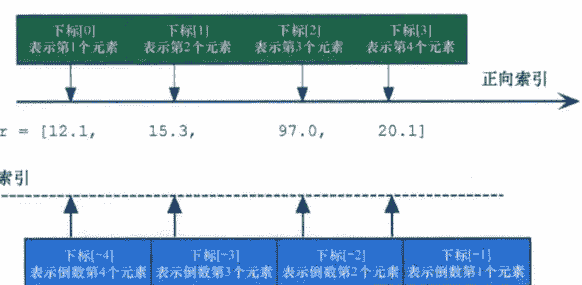 下标[0] 下标[1] 下标[2] 下标[3]
表示第1个元素 表示第2个元素 表示第3个元素 表示第4个元素
正向索引
r = [12.1, 15.3, 97.0, 20.1]
索引
下标[-4] 下标[-3] 下标[-2] 下标[-1]
表示倒数第4个元素 表示倒数第3个元素 表示倒数第2个元素 表示倒数第1个元素